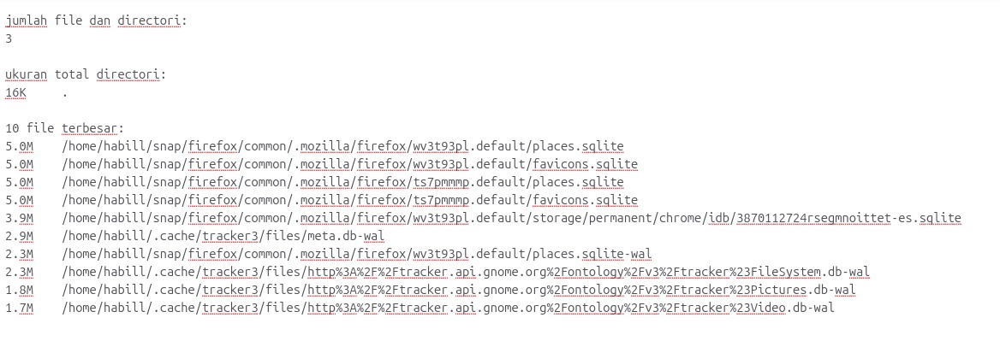 jumlah file dan directori:
3
ukuran total directori:
16K	.
10 file terbesar:
5.0M	/home/habill/snap/firefox/common/.mozilla/firefox/wv3t93pl.default/places.sqlite
5.0M	/home/habill/snap/firefox/common/.mozilla/firefox/wv3t93pl.default/favicons.sqlite
5.0M	/home/habill/snap/firefox/common/.mozilla/firefox/ts7pmmmp.default/places.sqlite
5.0M	/home/habill/snap/firefox/common/.mozilla/firefox/ts7pmmmp.default/favicons.sqlite
3.9M	/home/habill/snap/firefox/common/.mozilla/firefox/wv3t93pl.default/storage/permanent/chrome/idb/3870112724rsegmnoittet-es.sqlite
2.9M	/home/habill/.cache/tracker3/files/meta.db-wal
2.3M	/home/habill/snap/firefox/common/.mozilla/firefox/wv3t93pl.default/places.sqlite-wal
2.3M	/home/habill/.cache/tracker3/files/http%3A%2F%2Ftracker.api.gnome.org%2Fontology%2Fv3%2Ftracker%23FileSystem.db-wal
1.8M	/home/habill/.cache/tracker3/files/http%3A%2F%2Ftracker.api.gnome.org%2Fontology%2Fv3%2Ftracker%23Pictures.db-wal
1.7M	/home/habill/.cache/tracker3/files/http%3A%2F%2Ftracker.api.gnome.org%2Fontology%2Fv3%2Ftracker%23Video.db-wal